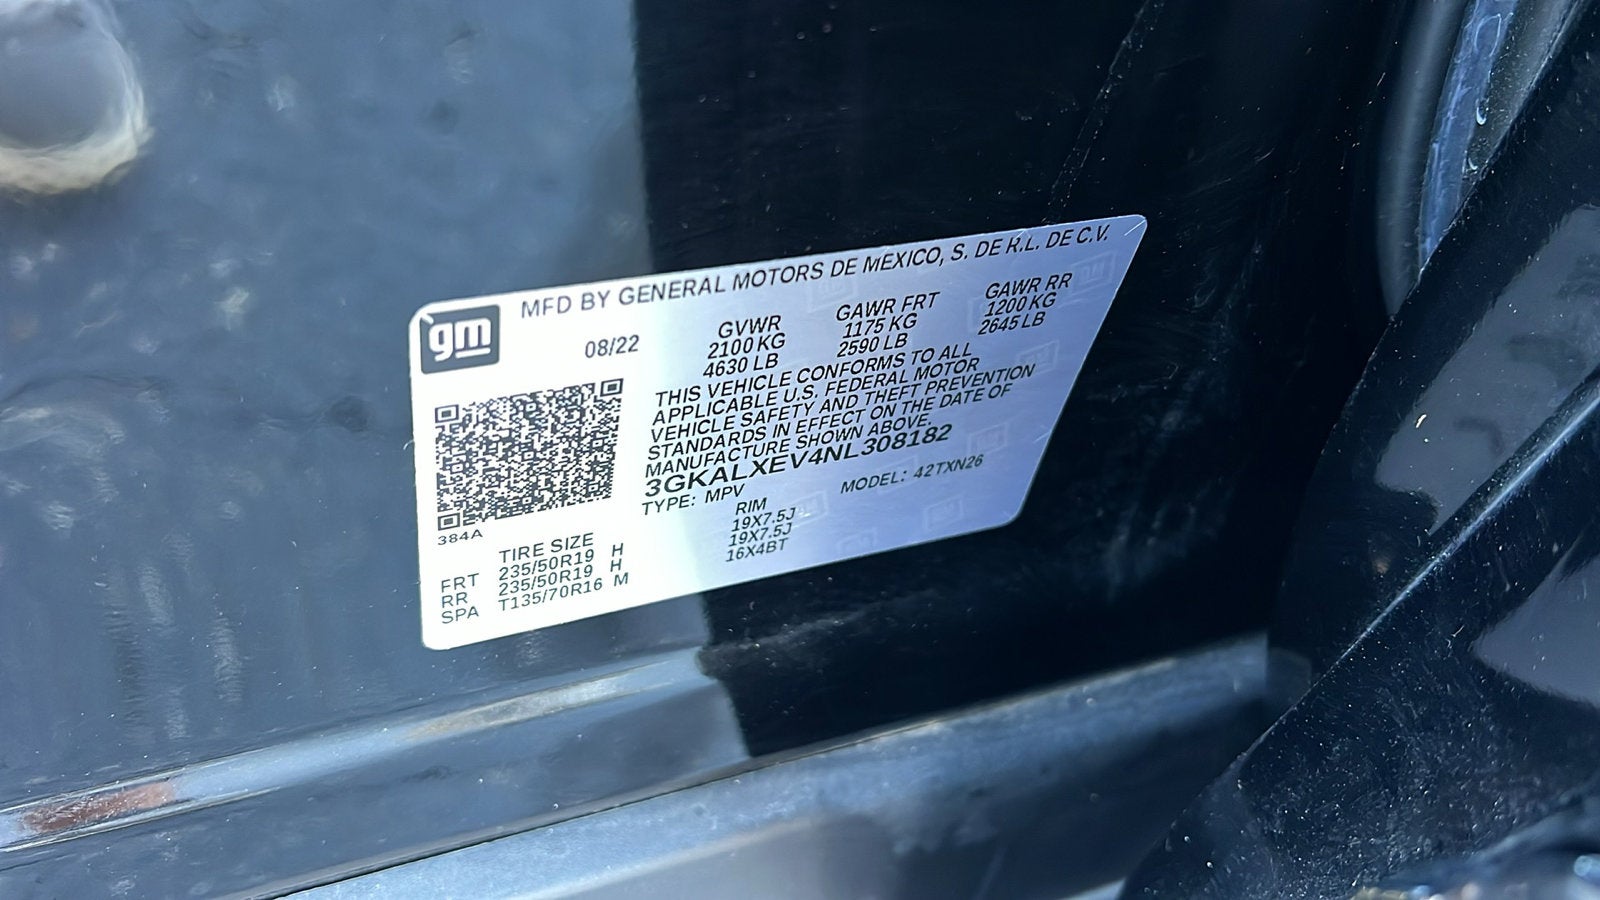 gm
MFD BY GENERAL MOTORS DE MEXICO, S. DE R.L. DE C.V.
08/22
GVWR GAWR FRT GAWR RR
2100 KG 1175 KG 1200 KG
4630 LB 2590 LB 2645 LB
THIS VEHICLE CONFORMS TO ALL
APPLICABLE U.S. FEDERAL MOTOR
VEHICLE SAFETY AND THEFT PREVENTION
STANDARDS IN EFFECT ON THE DATE OF
MANUFACTURE SHOWN ABOVE.
3GKALXEV4NL308182
TYPE: MPV MODEL: 42TXN26
384A
TIRE SIZE RIM
FRT 235/50R19 H 19X7.5J
RR 235/50R19 H 19X7.5J
SPA T135/70R16 M 16X4BT